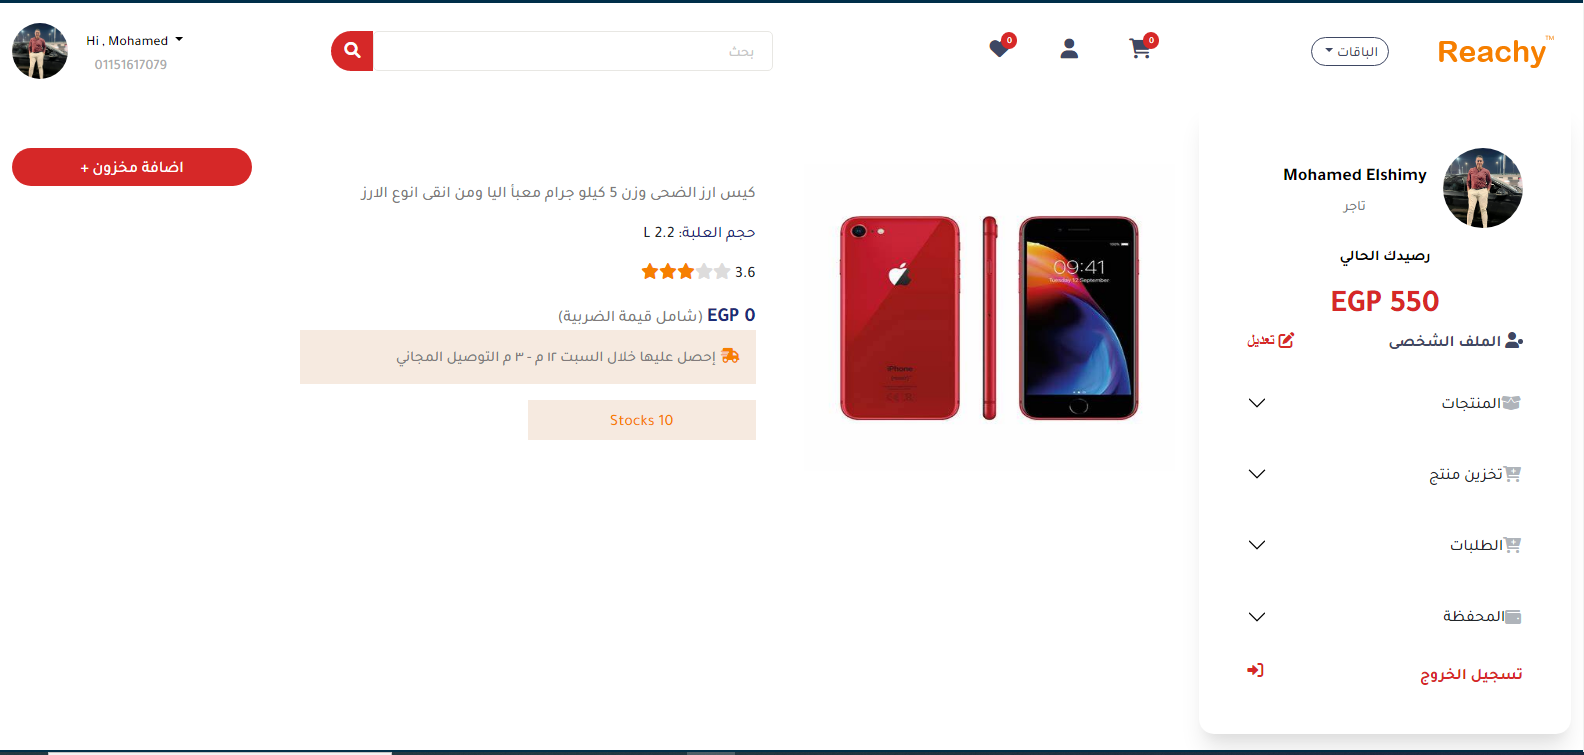 Reachy™
الباقات
0
0
بحث
Hi , Mohamed
01151617079
Mohamed Elshimy
تاجر
رصيدك الحالي
EGP 550
الملف الشخصى
تعديل
المنتجات
تخزين منتج
الطلبات
المحفظة
تسجيل الخروج
09:41
Tuesday, 12 September
iPhone
كيس ارز الضحى وزن 5 كيلو جرام معبأ اليا ومن انقى انوع الارز
حجم العلبة: 2.2 L
3.6
EGP 0 (شامل قيمة الضريبة)
إحصل عليها خلال السبت ١٢ م - ٣ م التوصيل المجاني
Stocks 10
اضافة مخزون +